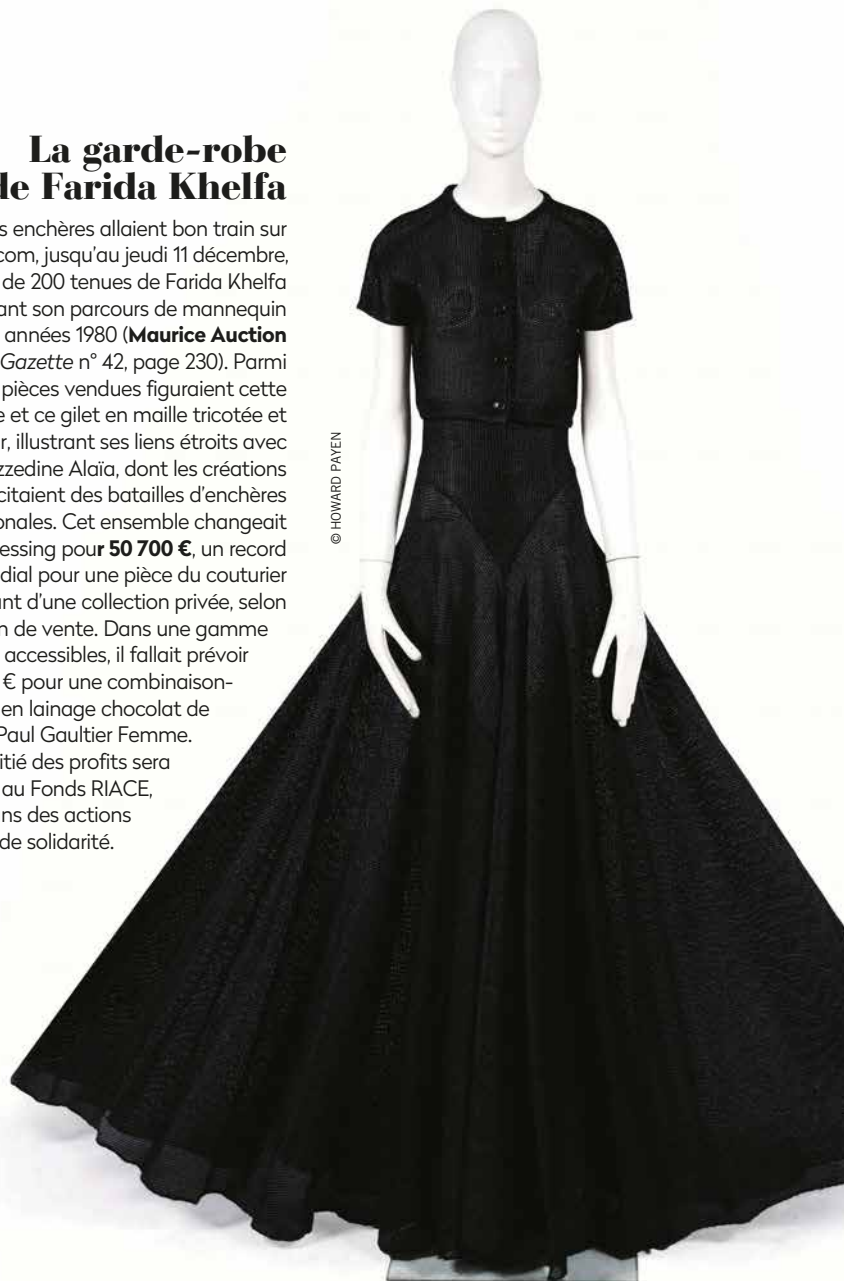 La garde-robe
de Farida Khelfa
s enchères allaient bon train sur
com, jusqu'au jeudi 11 décembre,
de 200 tenues de Farida Khelfa
ant son parcours de mannequin
années 1980 (Maurice Auction
Gazette n° 42, page 230). Parmi
pièces vendues figuraient cette
e et ce gilet en maille tricotée et
r, illustrant ses liens étroits avec
zzedine Alaïa, dont les créations
citaient des batailles d'enchères
onales. Cet ensemble changeait
essing pour 50 700 €, un record
dial pour une pièce du couturier
ant d'une collection privée, selon
n de vente. Dans une gamme
accessibles, il fallait prévoir
€ pour une combinaison-
en lainage chocolat de
Paul Gaultier Femme.
itié des profits sera
au Fonds RIACE,
ns des actions
de solidarité.
© HOWARD PAYEN